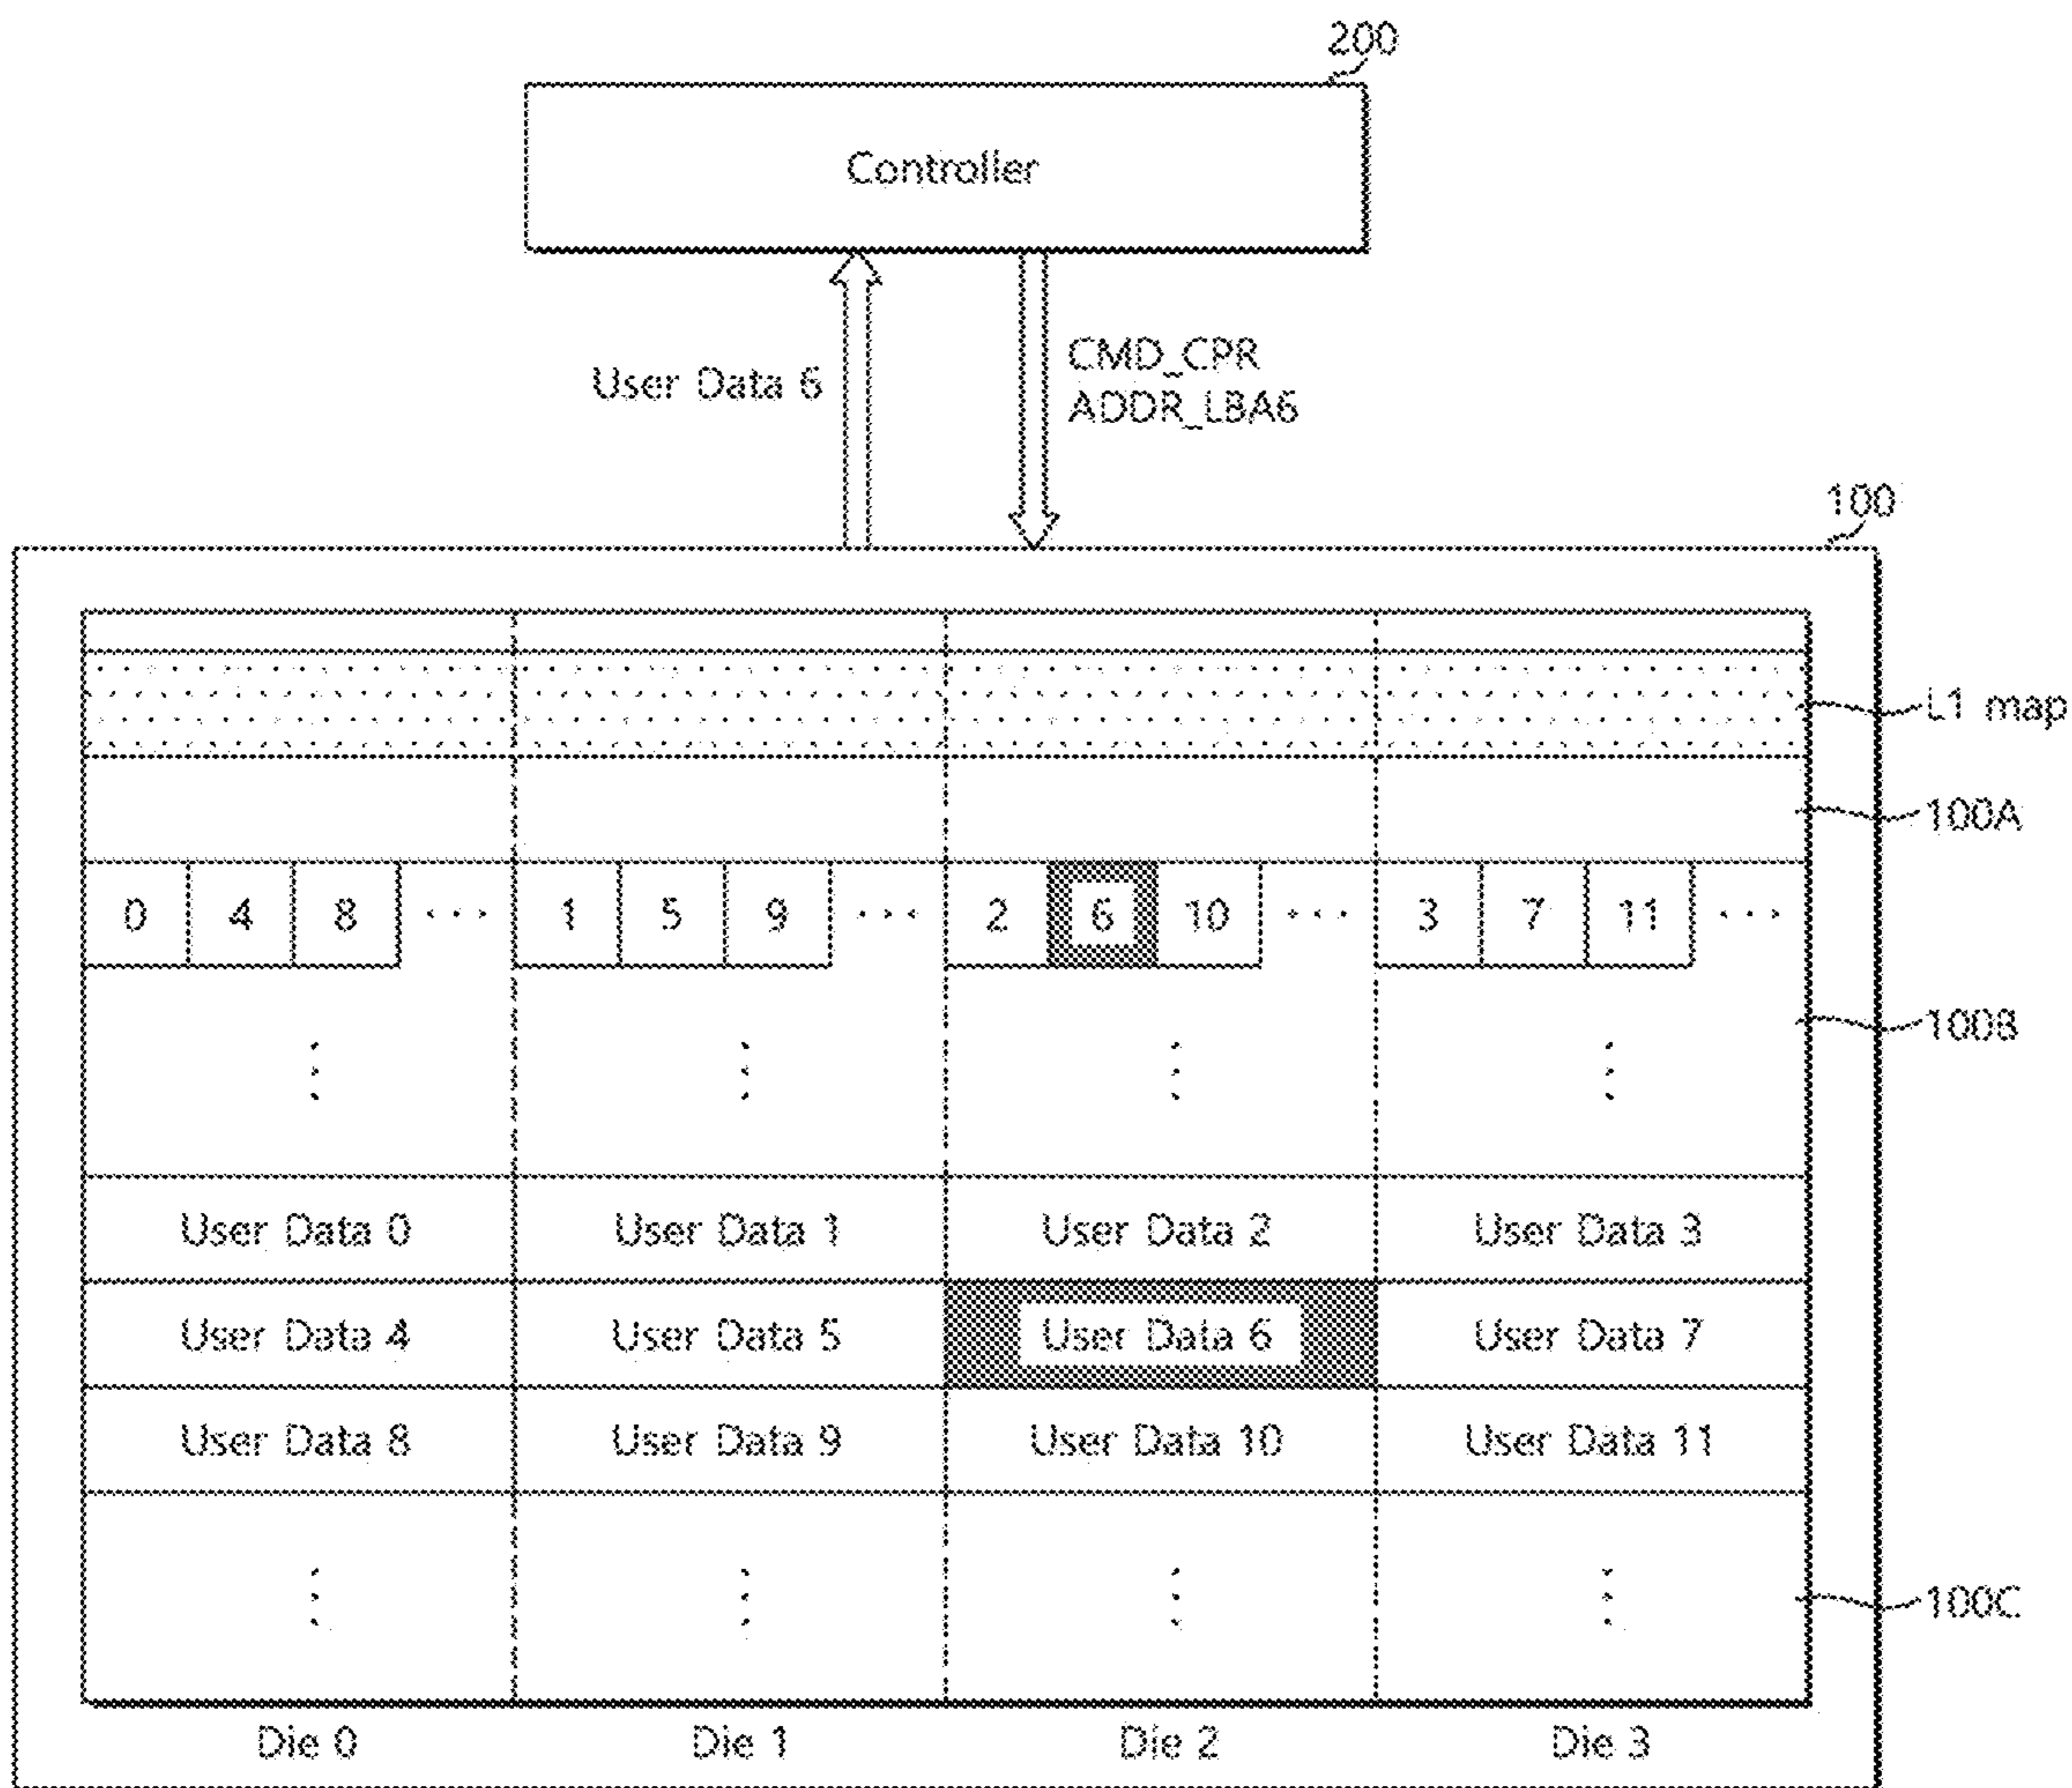 200
Controller
User Data 6
CMD_CPR
ADDR_LBA6
100
L1 map
100A
0 4 8 ... 1 5 9 ... 2 6 10 ... 3 7 11 ...
100B
User Data 0 User Data 1 User Data 2 User Data 3
User Data 4 User Data 5 User Data 6 User Data 7
User Data 8 User Data 9 User Data 10 User Data 11
100C
Die 0 Die 1 Die 2 Die 3